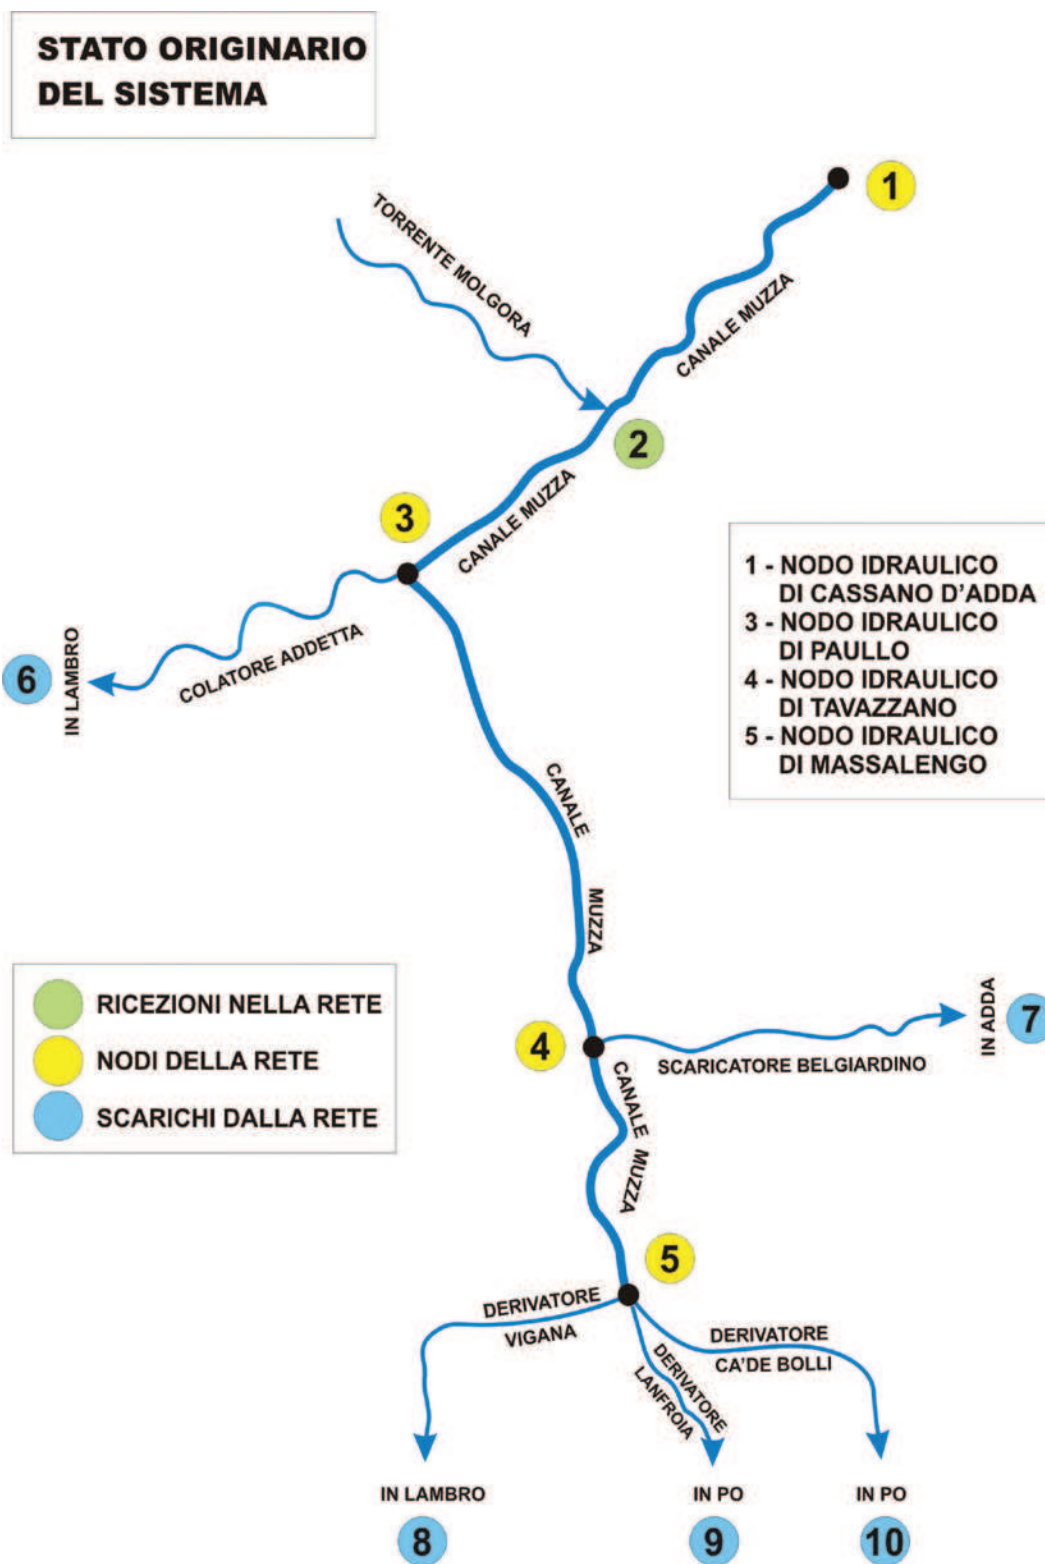 STATO ORIGINARIO
DEL SISTEMA
1
TORRENTE MOLGORA
CANALE MUZZA
2
3
CANALE MUZZA
1 - NODO IDRAULICO
DI CASSANO D'ADDA
3 - NODO IDRAULICO
DI PAULLO
4 - NODO IDRAULICO
DI TAVAZZANO
5 - NODO IDRAULICO
DI MASSALENGO
6
IN LAMBRO
COLATORE ADDETTA
CANALE
MUZZA
RICEZIONI NELLA RETE
NODI DELLA RETE
SCARICHI DALLA RETE
4
SCARICATORE BELGIARDINO
IN ADDA
7
CANALE MUZZA
5
DERIVATORE
VIGANA
DERIVATORE
LANFROIA
DERIVATORE
CA'DE BOLLI
IN LAMBRO
IN PO
IN PO
8
9
10